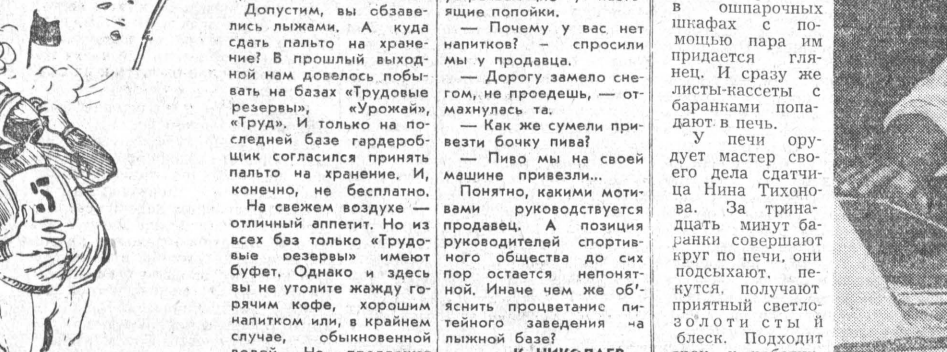 Допустим, вы обзаве-
лись лыжами. А куда
сдать пальто на хране-
ние? В прошлый выход-
ной нам довелось побы-
вать на базах «Трудовые
резервы», «Урожай»,
«Труд». И только на по-
следней базе гардероб-
щик согласился принять
пальто на хранение. И,
конечно, не бесплатно.
На свежем воздухе —
отличный аппетит. Но из
всех баз только «Трудо-
вые резервы» имеют
буфет. Однако и здесь
вы не утолите жажду го-
рячим кофе, хорошим
напитком или, в крайнем
случае, обыкновенной
ящие попойки.
— Почему у вас нет
напитков? – спросили
мы у продавца.
— Дорогу замело сне-
гом, не проедешь, — от-
махнулась та.
— Как же сумели при-
везти бочку пива?
— Пиво мы на своей
машине привезли...
Понятно, какими моти-
вами руководствуется
продавец. А позиция
руководителей спортив-
ного общества до сих
пор остается непонят-
ной. Иначе чем же об'-
яснить процветание пи-
тейного заведения на
лыжной базе?
в ошпарочных
шкафах с по-
мощью пара им
придается гля-
нец. И сразу же
листы-кассеты с
баранками попа-
дают в печь.
У печи ору-
дует мастер сво-
его дела сдатчи-
ца Нина Тихоно-
ва. За трина-
дцать минут ба-
ранки совершают
круг по печи, они
подсыхают, пе-
кутся, получают
приятный светло-
золотистый
блеск. Подходит